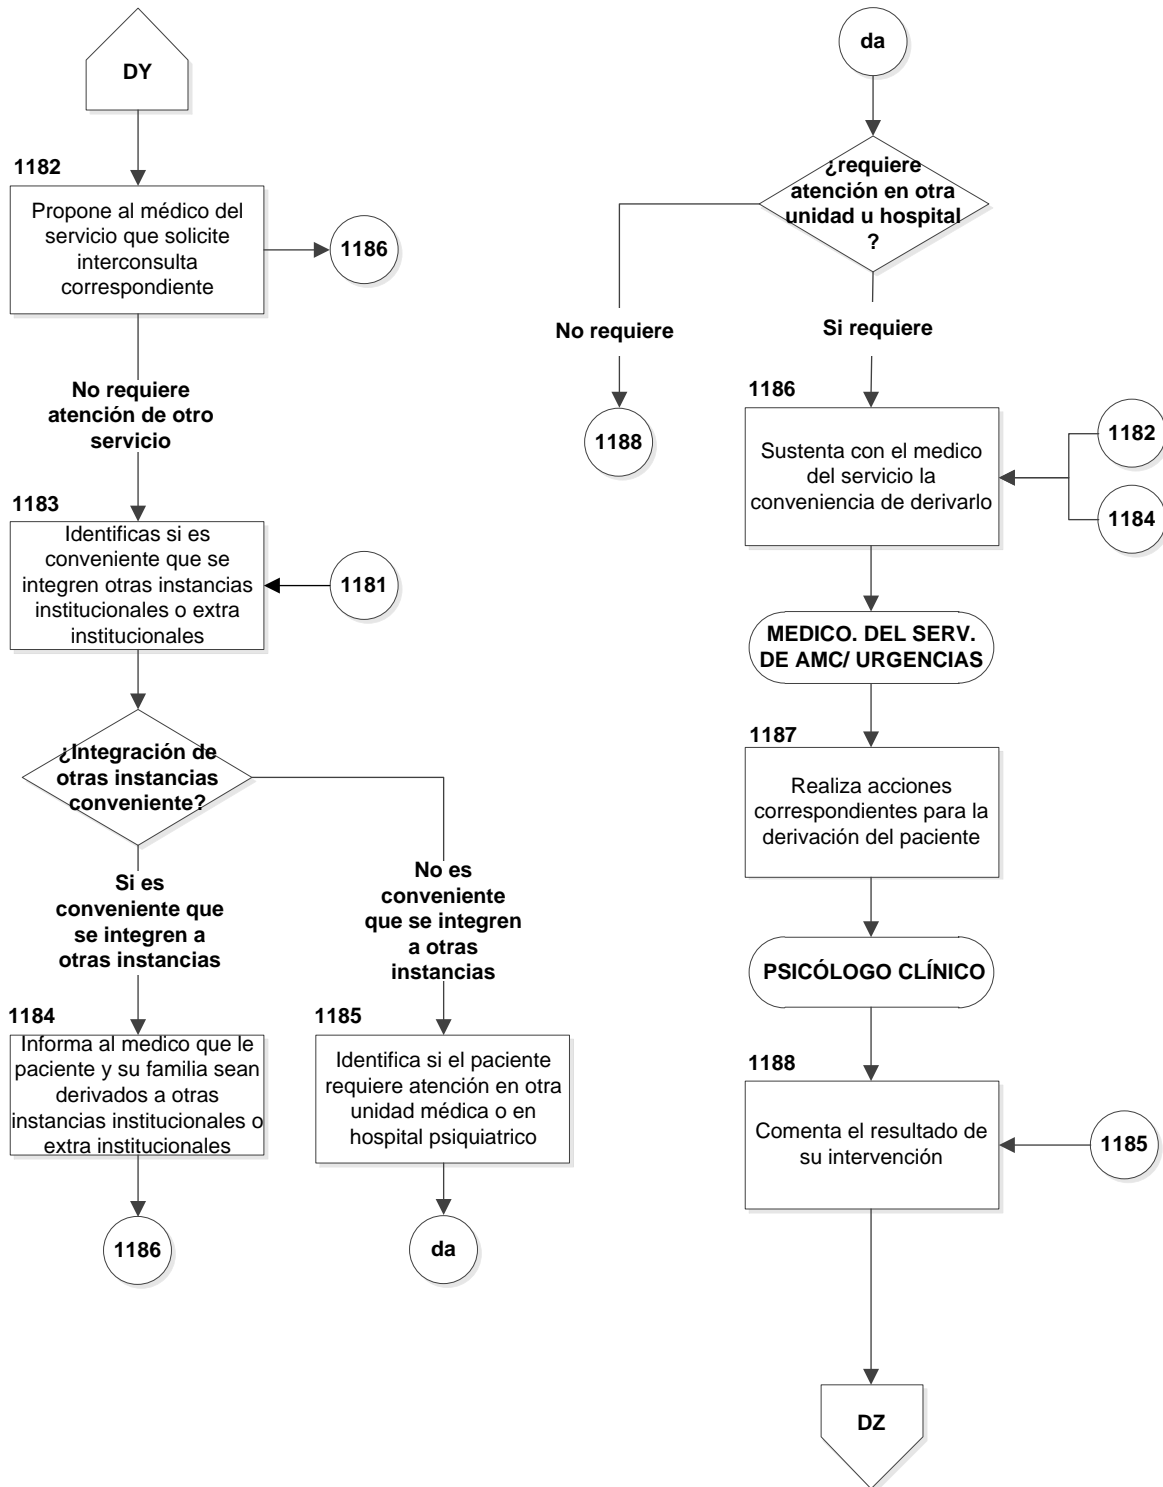 DY
1182
Propone al médico del
servicio que solicite
interconsulta
correspondiente
1186
No requiere
atención de otro
servicio
1183
Identificas si es
conveniente que se
integren otras instancias
institucionales o extra
institucionales
1181
¿Integración de
otras instancias
conveniente?
Si es
conveniente que
se integren a
otras instancias
No es
conveniente
que se integren
a otras
instancias
1184
Informa al medico que le
paciente y su familia sean
derivados a otras
instancias institucionales o
extra institucionales
1186
1185
Identifica si el paciente
requiere atención en otra
unidad médica o en
hospital psiquiatrico
da
da
¿requiere
atención en otra
unidad u hospital
?
No requiere
1188
Si requiere
1186
Sustenta con el medico
del servicio la
conveniencia de derivarlo
1182
1184
MEDICO. DEL SERV.
DE AMC/ URGENCIAS
1187
Realiza acciones
correspondientes para la
derivación del paciente
PSICÓLOGO CLÍNICO
1188
Comenta el resultado de
su intervención
1185
DZ